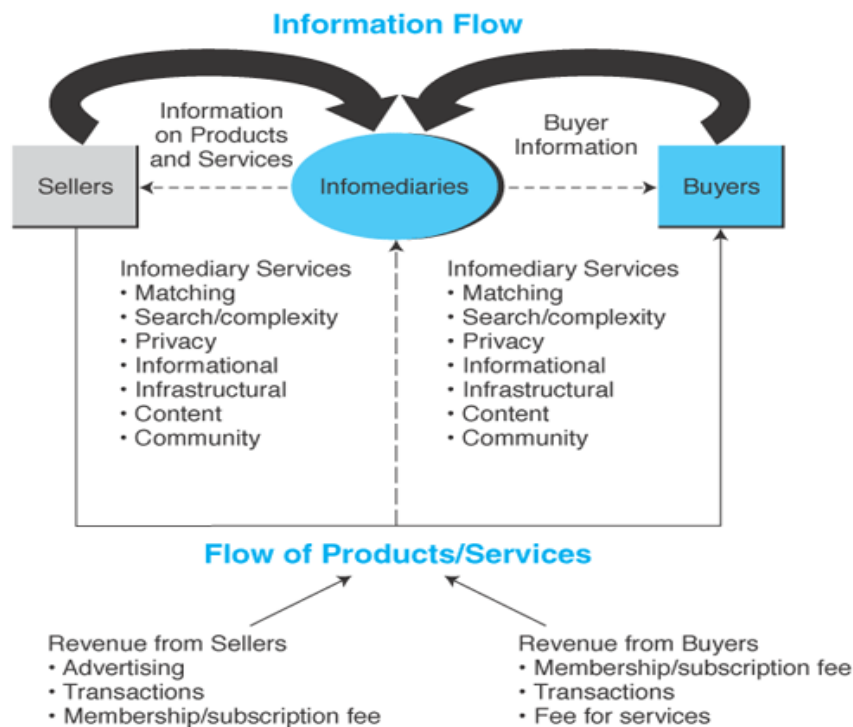 Information Flow
Information
on Products
and Services
Buyer
Information
Sellers
Infomediaries
Buyers
Infomediary Services
• Matching
• Search/complexity
• Privacy
• Informational
• Infrastructural
• Content
• Community
Infomediary Services
• Matching
• Search/complexity
• Privacy
• Informational
• Infrastructural
• Content
• Community
Flow of Products/Services
Revenue from Sellers
• Advertising
• Transactions
• Membership/subscription fee
Revenue from Buyers
• Membership/subscription fee
• Transactions
• Fee for services